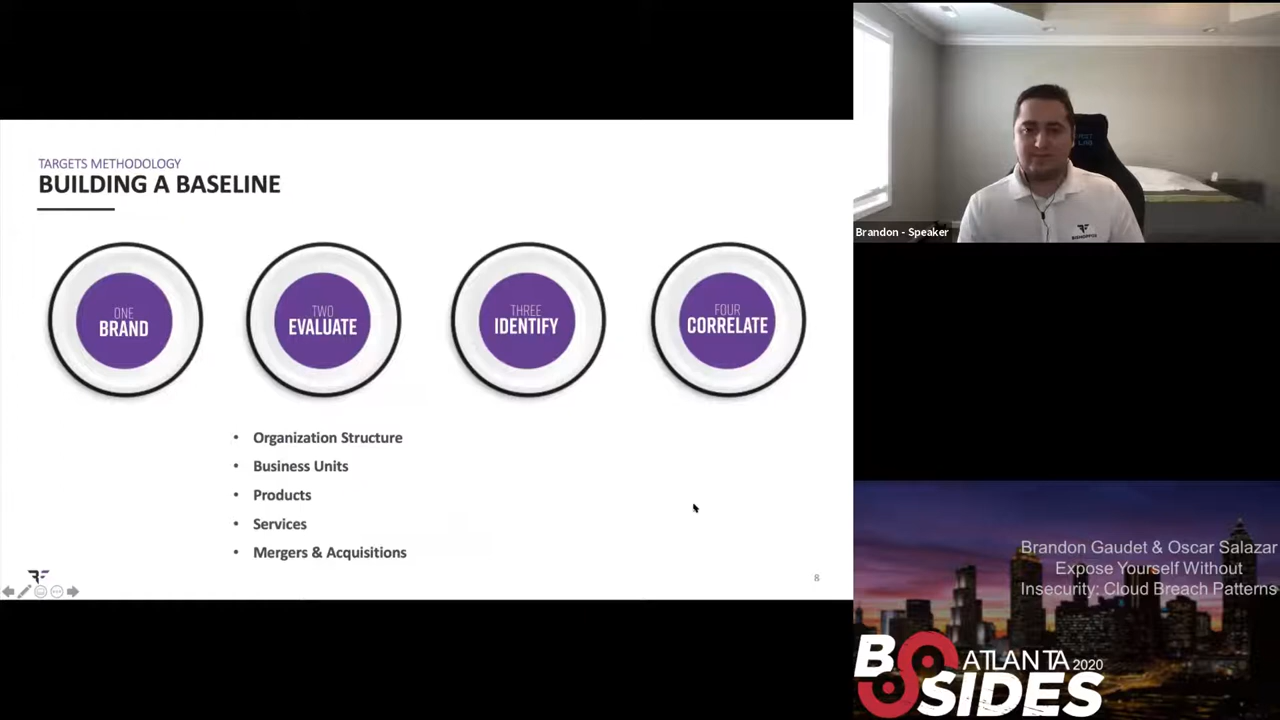 TARGETS METHODOLOGY
BUILDING A BASELINE
ONE
BRAND
TWO
EVALUATE
THREE
IDENTIFY
FOUR
CORRELATE
• Organization Structure
• Business Units
• Products
• Services
• Mergers & Acquisitions
8
BISHOPFOX
Brandon - Speaker
Brandon Gaudet & Oscar Salazar
Expose Yourself Without
Insecurity: Cloud Breach Patterns
BSIDES
ATLANTA 2020